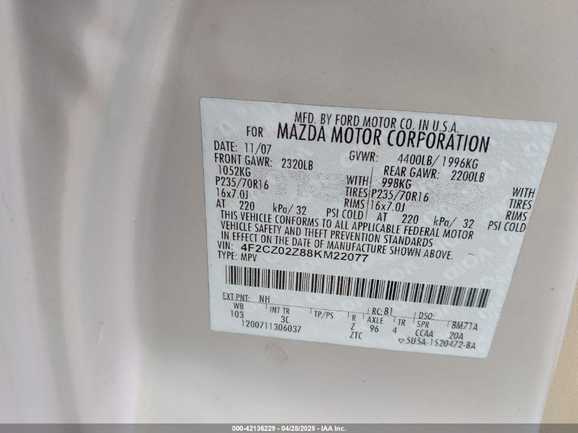 MFD. BY FORD MOTOR CO. IN U.S.A.
FOR MAZDA MOTOR CORPORATION
DATE: 11/07 GVWR: 4400LB/ 1996KG
FRONT GAWR: 2320LB REAR GAWR: 2200LB
1052KG WITH 998KG WITH
P235/70R16 TIRES P235/70R16 TIRES
16x7.0J RIMS 16x7.0J RIMS
AT 220 kPa/ 32 PSI COLD AT 220 kPa/ 32 PSI COLD
THIS VEHICLE CONFORMS TO ALL APPLICABLE FEDERAL MOTOR
VEHICLE SAFETY AND THEFT PREVENTION STANDARDS IN
EFFECT ON THE DATE OF MANUFACTURE SHOWN ABOVE.
VIN: 4F2CZ02Z88KM22077
TYPE: MPV
EXT PNT: NH RC: 81 DSO:
WB INT TR TP/PS R AXLE TR SPR 8M71A
103 3C Z 96 4 CCAA 20A
1200711306037 ZTC 5U5A-1520472-BA
000-42136229 - 04/28/2025 - IAA, Inc.